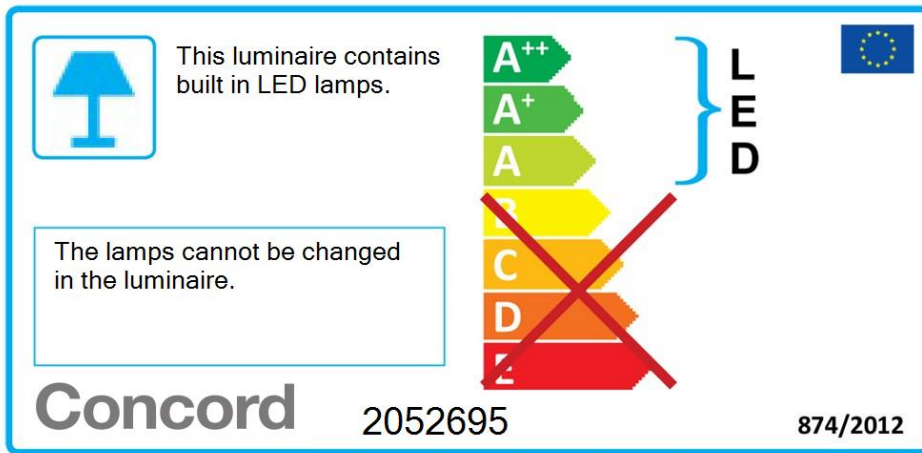 This luminaire contains
built in LED lamps.
A++
A+
A
B
C
D
E
L
E
D
The lamps cannot be changed
in the luminaire.
Concord
2052695
874/2012